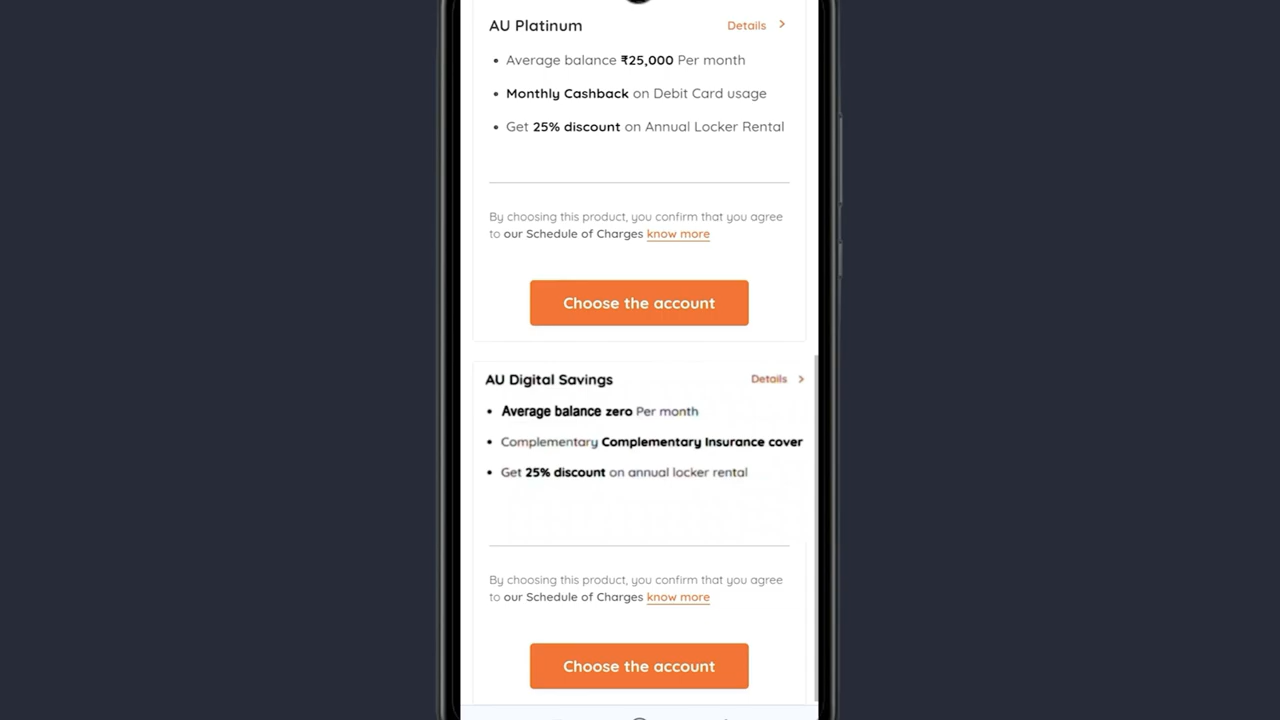 AU Platinum Details >
• Average balance ₹25,000 Per month
• Monthly Cashback on Debit Card usage
• Get 25% discount on Annual Locker Rental
By choosing this product, you confirm that you agree
to our Schedule of Charges know more
Choose the account
AU Digital Savings Details >
• Average balance zero Per month
• Complementary Complementary Insurance cover
• Get 25% discount on annual locker rental
By choosing this product, you confirm that you agree
to our Schedule of Charges know more
Choose the account